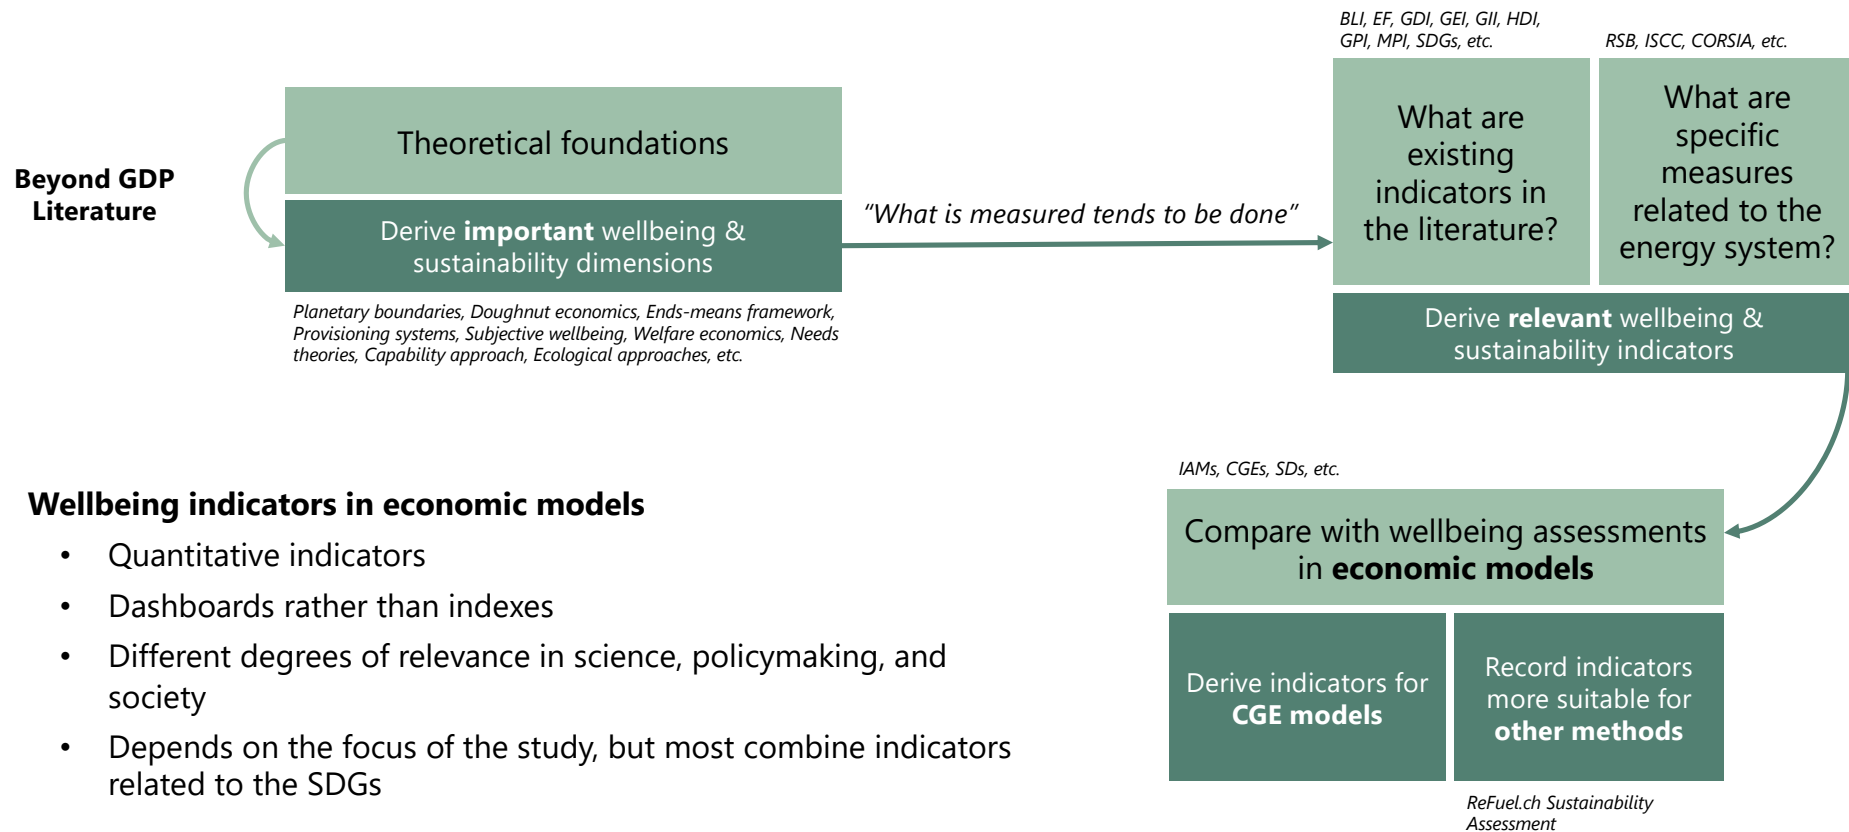 Beyond GDP
Literature
Theoretical foundations
Derive important wellbeing &
sustainability dimensions
Planetary boundaries, Doughnut economics, Ends-means framework,
Provisioning systems, Subjective wellbeing, Welfare economics, Needs
theories, Capability approach, Ecological approaches, etc.
"What is measured tends to be done"
BLI, EF, GDI, GEI, GII, HDI,
GPI, MPI, SDGs, etc.
What are
existing
indicators in
the literature?
RSB, ISCC, CORSIA, etc.
What are
specific
measures
related to the
energy system?
Derive relevant wellbeing &
sustainability indicators
IAMs, CGEs, SDs, etc.
Compare with wellbeing assessments
in economic models
Derive indicators for
CGE models
Record indicators
more suitable for
other methods
ReFuel.ch Sustainability
Assessment
Wellbeing indicators in economic models
• Quantitative indicators
• Dashboards rather than indexes
• Different degrees of relevance in science, policymaking, and
society
• Depends on the focus of the study, but most combine indicators
related to the SDGs